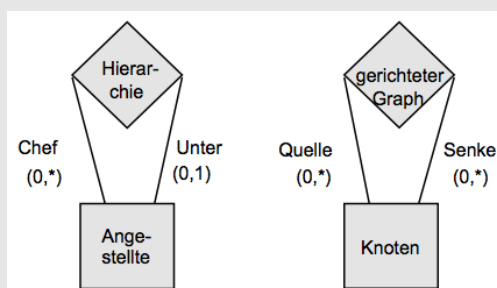 Hierar-
chie
Chef
(0,*)
Unter
(0,1)
Ange-
stellte
gerichteter
Graph
Quelle
(0,*)
Senke
(0,*)
Knoten